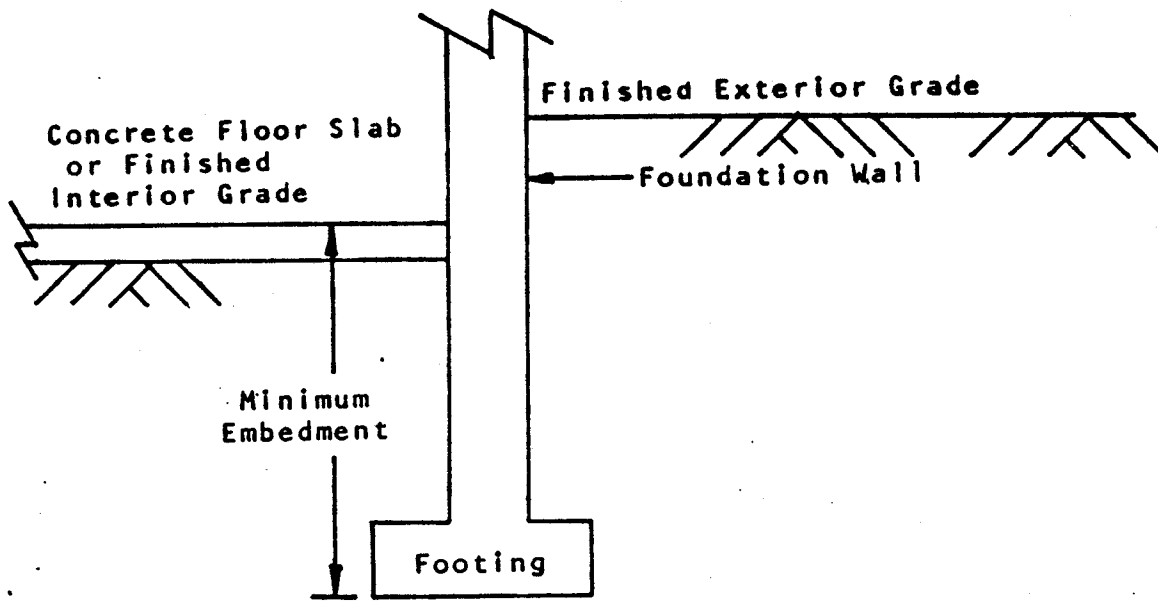 Finished Exterior Grade
Concrete Floor Slab
or Finished
Interior Grade
Foundation Wall
Minimum
Embedment
Footing